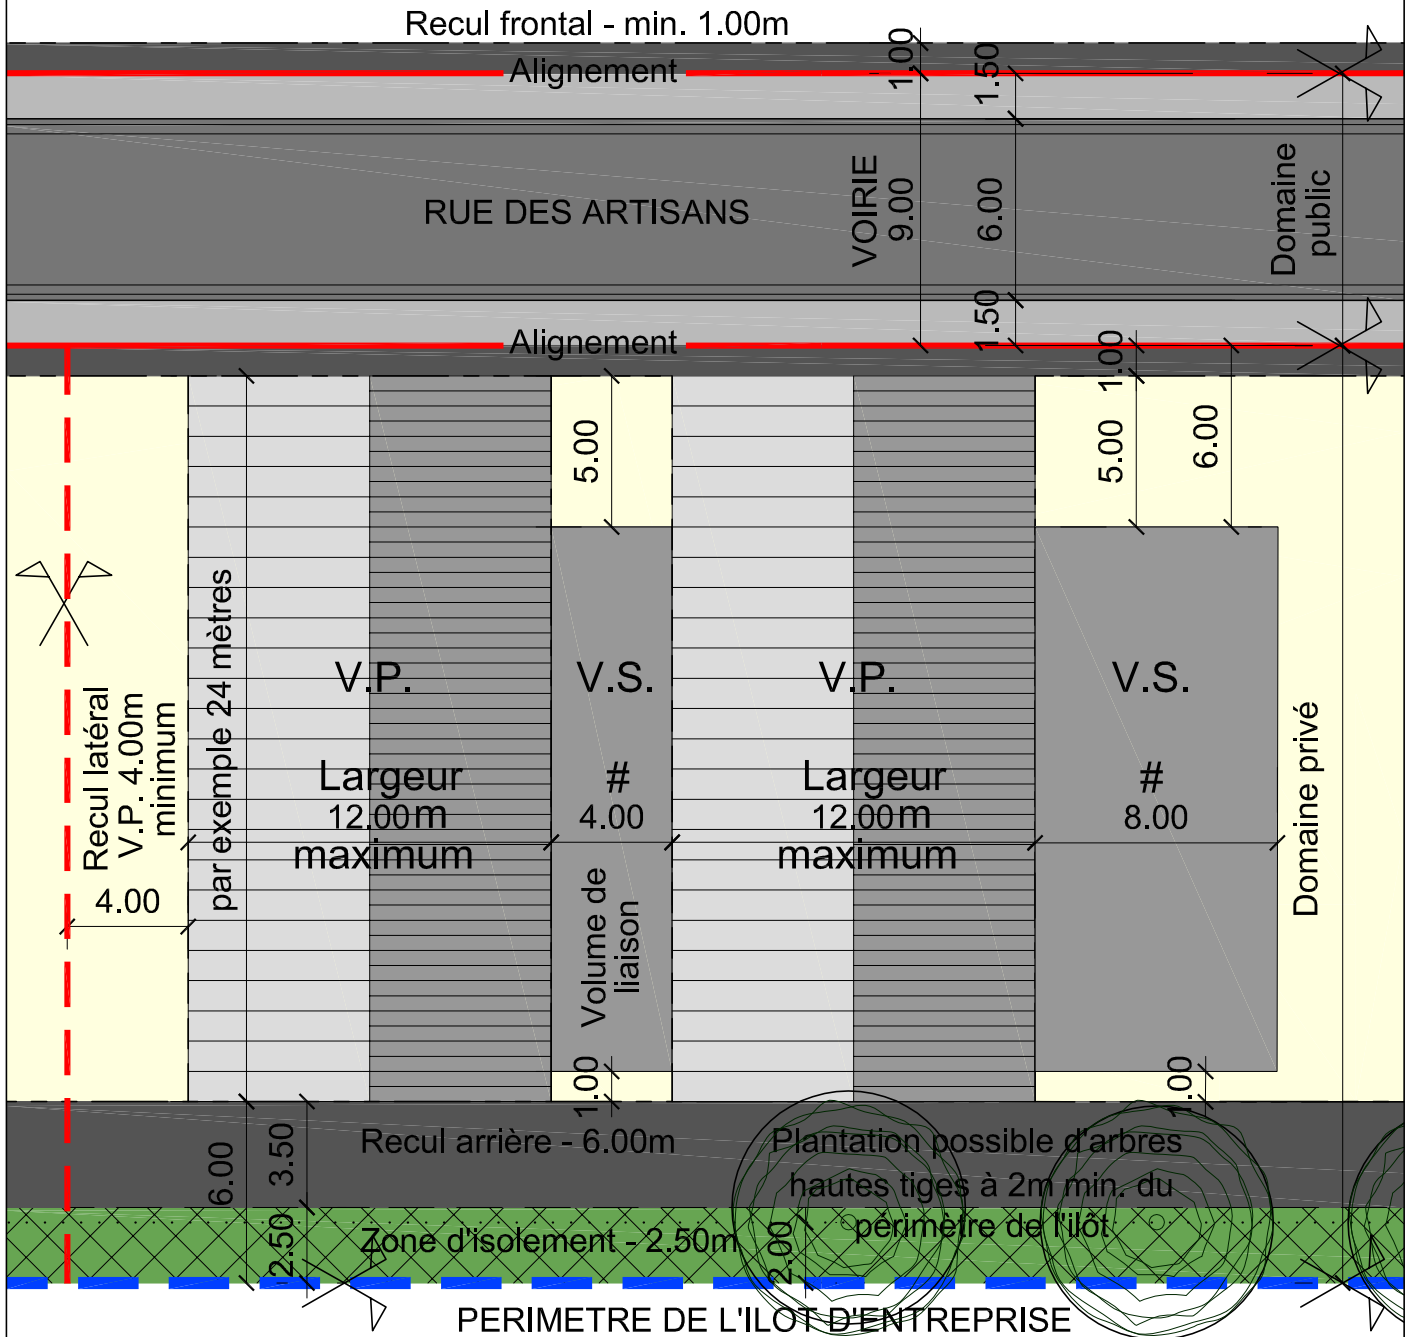 Recul frontal - min. 1.00m
1.00
Alignement
1.50
VOIRIE
9.00
6.00
Domaine
public
RUE DES ARTISANS
1.50
Alignement
1.00
5.00
5.00
6.00
par exemple 24 mètres
V.P.
V.S.
V.P.
V.S.
Recul latéral
V.P. 4.00m
minimum
4.00
Largeur
12.00m
maximum
#
4.00
Volume de
liaison
Largeur
12.00m
maximum
#
8.00
Domaine privé
1.00
1.00
6.00
3.50
Recul arrière - 6.00m
Plantation possible d'arbres
hautes tiges à 2m min. du
périmètre de l'ilôt
2.50
Zone d'isolement - 2.50m
2.00
PERIMETRE DE L'ILOT D'ENTREPRISE